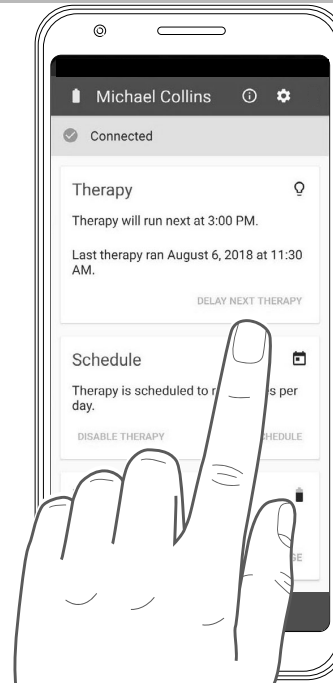 Michael Collins
Connected
Therapy
Therapy will run next at 3:00 PM.
Last therapy ran August 6, 2018 at 11:30
AM.
DELAY NEXT THERAPY
Schedule
Therapy is scheduled to per
day.
DISABLE THERAPY